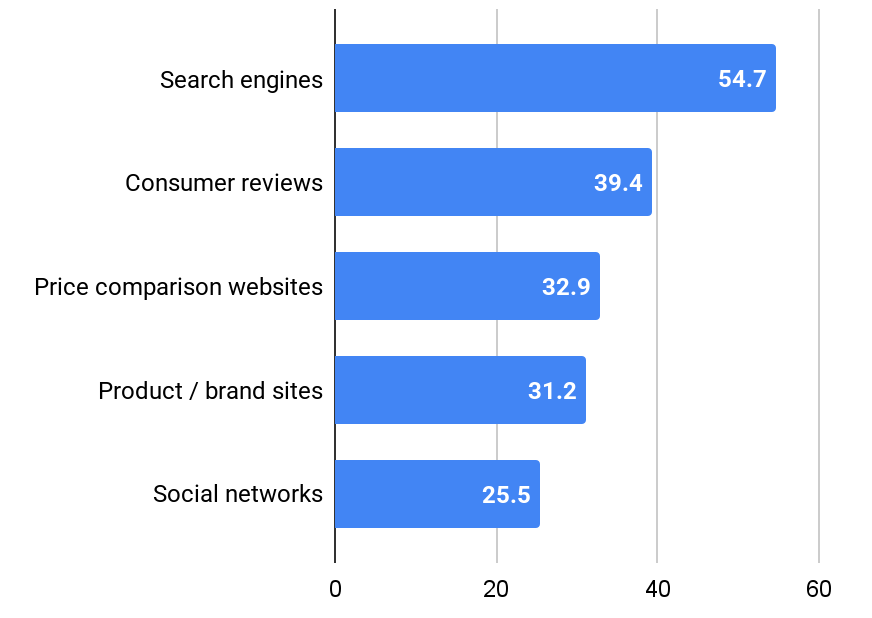 Search engines
54.7
Consumer reviews
39.4
Price comparison websites
32.9
Product / brand sites
31.2
Social networks
25.5
0 20 40 60